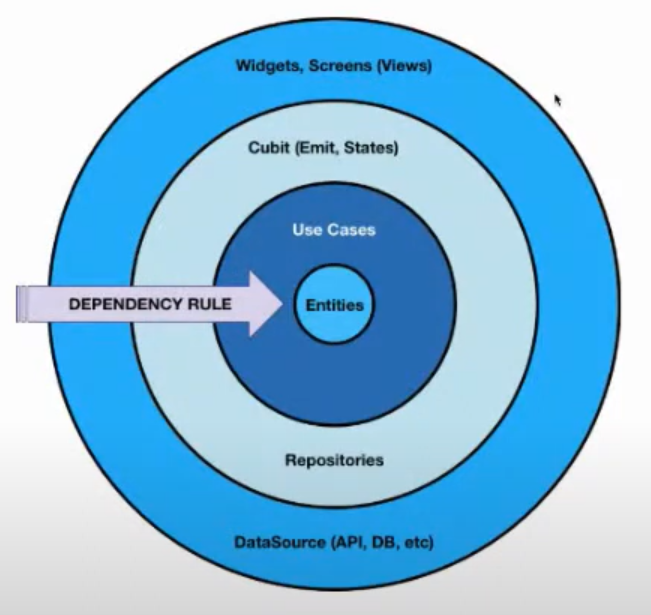 Widgets, Screens (Views)
Cubit (Emit, States)
Use Cases
DEPENDENCY RULE
Entities
Repositories
DataSource (API, DB, etc)